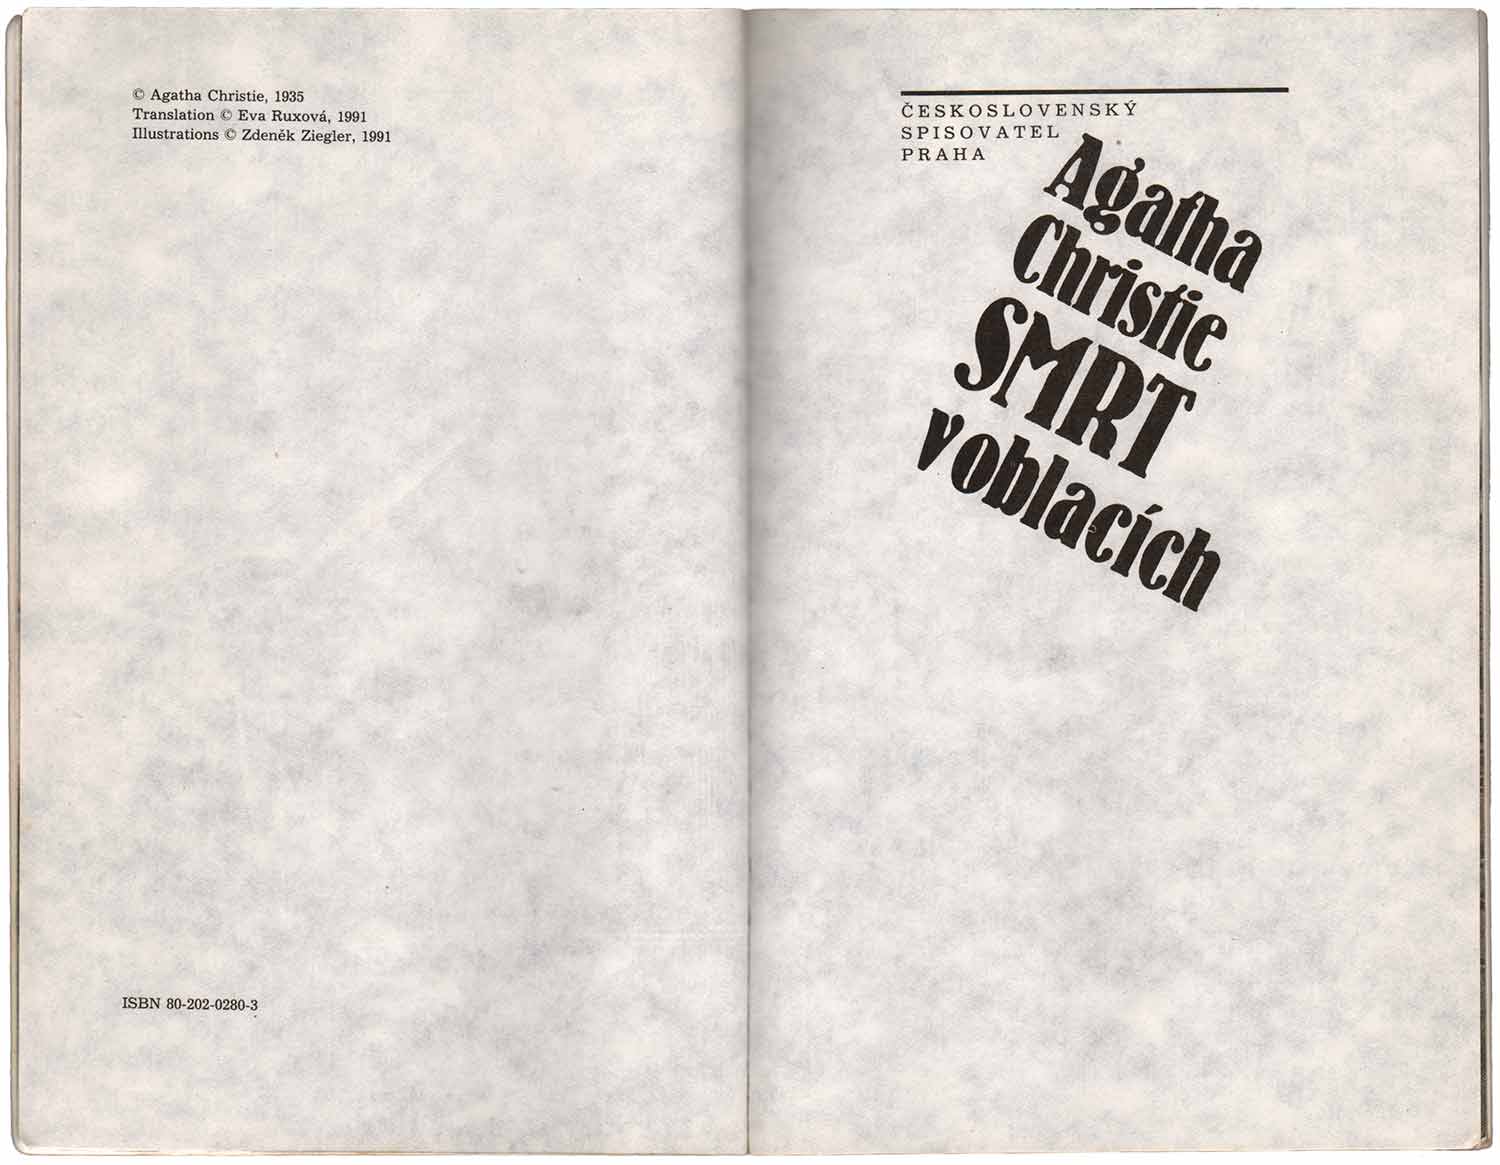 © Agatha Christie, 1935
Translation © Eva Ruxová, 1991
Illustrations © Zdeněk Ziegler, 1991
ISBN 80-202-0280-3
ČESKOSLOVENSKÝ
SPISOVATEL
PRAHA
Agatha
Christie
SMRT
v oblacích